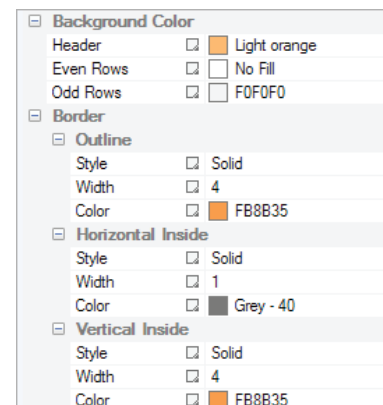 Background Color
Header Light orange
Even Rows No Fill
Odd Rows F0F0F0
Border
Outline
Style Solid
Width 4
Color FB8B35
Horizontal Inside
Style Solid
Width 1
Color Grey - 40
Vertical Inside
Style Solid
Width 4
Color FB8B35